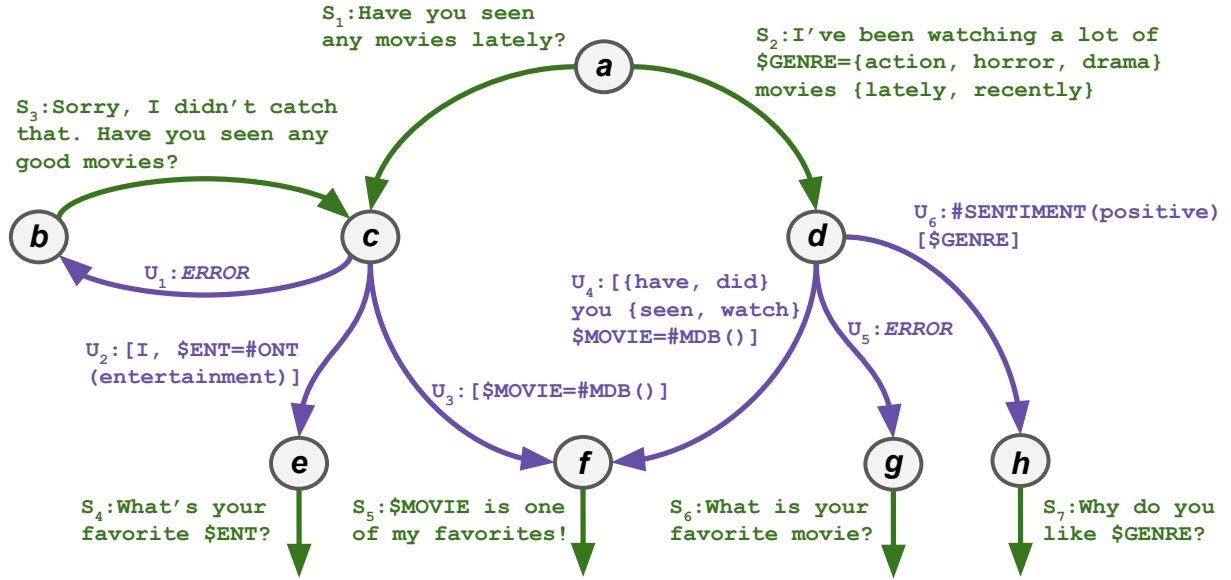 S₁:Have you seen
any movies lately?
a
S₂:I've been watching a lot of
$GENRE={action, horror, drama}
movies {lately, recently}
S₃:Sorry, I didn't catch
that. Have you seen any
good movies?
b
c
d
U₁:ERROR
U₆:#SENTIMENT(positive)
[$GENRE]
U₄:[{have, did}
you {seen, watch}
$MOVIE=#MDB()]
U₅:ERROR
U₂:[I, $ENT=#ONT
(entertainment)]
U₃:[$MOVIE=#MDB()]
e
f
g
h
S₄:What's your
favorite $ENT?
S₅:$MOVIE is one
of my favorites!
S₆:What is your
favorite movie?
S₇:Why do you
like $GENRE?